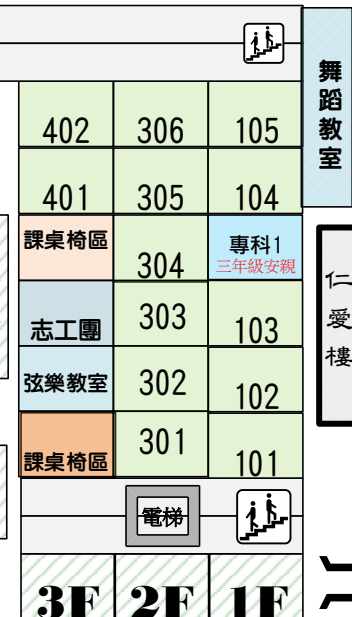 舞蹈教室
402 306 105
401 305 104
課桌椅區 304 專科1
三年級安親
仁愛樓
志工團 303 103
弦樂教室 302 102
課桌椅區 301 101
電梯
3F 2F 1F